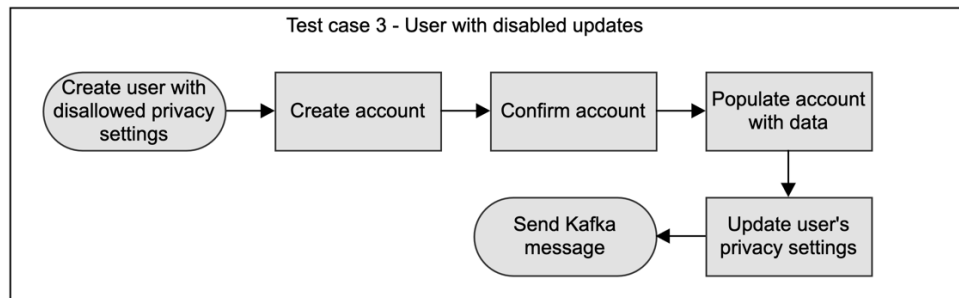 Test case 3 - User with disabled updates
Create user with
disallowed privacy
settings
Create account
Confirm account
Populate account
with data
Send Kafka
message
Update user's
privacy settings